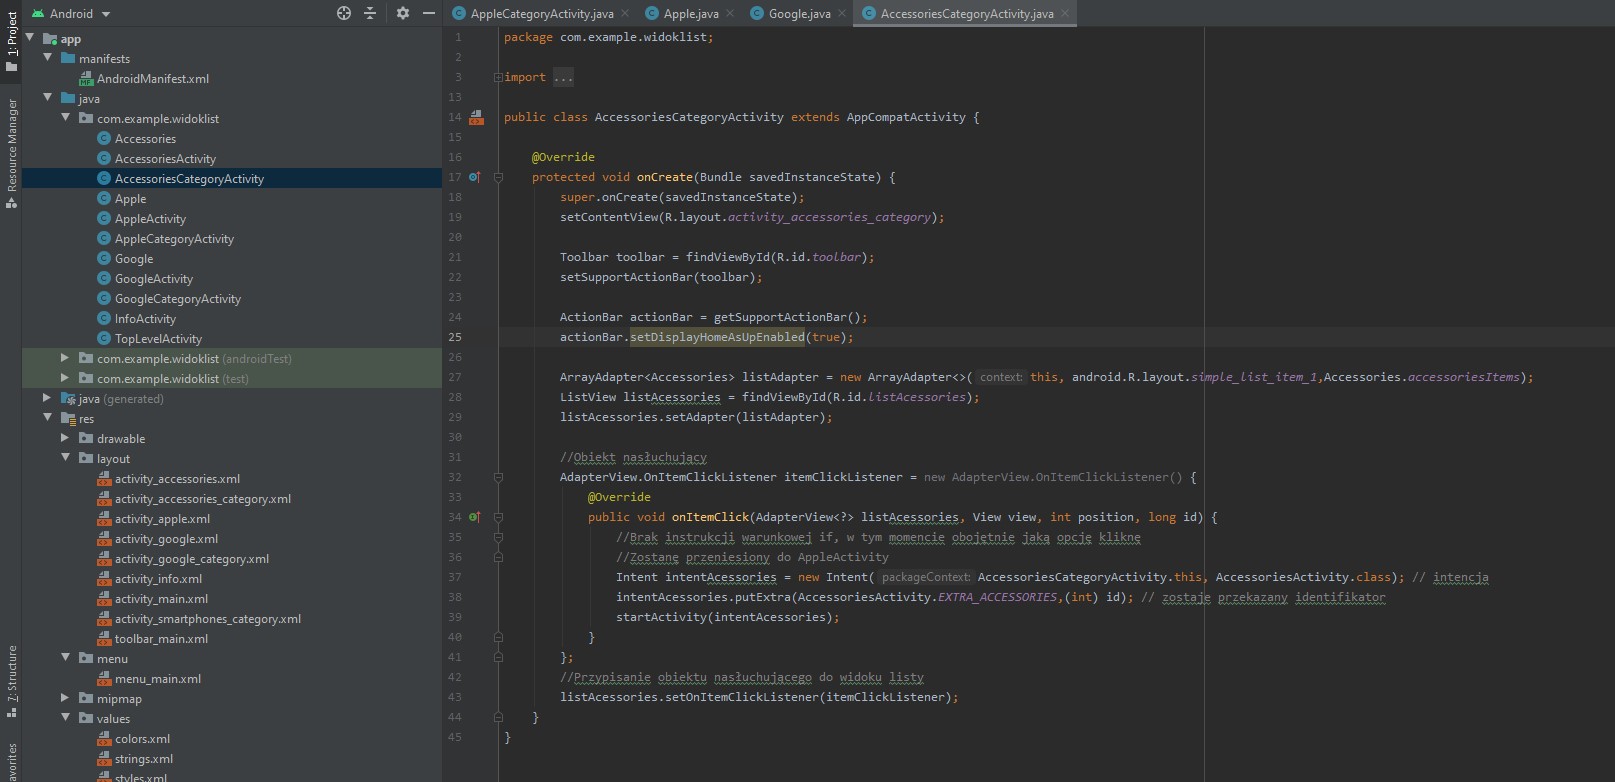 Android
AppleCategoryActivity.java
Apple.java
Google.java
AccessoriesCategoryActivity.java
1: Project
Resource Manager
7: Structure
avorites
app
manifests
AndroidManifest.xml
java
com.example.widoklist
Accessories
AccessoriesActivity
AccessoriesCategoryActivity
Apple
AppleActivity
AppleCategoryActivity
Google
GoogleActivity
GoogleCategoryActivity
InfoActivity
TopLevelActivity
com.example.widoklist (androidTest)
com.example.widoklist (test)
java (generated)
res
drawable
layout
activity_accessories.xml
activity_accessories_category.xml
activity_apple.xml
activity_google.xml
activity_google_category.xml
activity_info.xml
activity_main.xml
activity_smartphones_category.xml
toolbar_main.xml
menu
menu_main.xml
mipmap
values
colors.xml
strings.xml
styles.xml
1 package com.example.widoklist;
2
3 import ...
13
14 public class AccessoriesCategoryActivity extends AppCompatActivity {
15
16 @Override
17 protected void onCreate(Bundle savedInstanceState) {
18 super.onCreate(savedInstanceState);
19 setContentView(R.layout.activity_accessories_category);
20
21 Toolbar toolbar = findViewById(R.id.toolbar);
22 setSupportActionBar(toolbar);
23
24 ActionBar actionBar = getSupportActionBar();
25 actionBar.setDisplayHomeAsUpEnabled(true);
26
27 ArrayAdapter<Accessories> listAdapter = new ArrayAdapter<>( context: this, android.R.layout.simple_list_item_1,Accessories.accessoriesItems);
28 ListView listAcessories = findViewById(R.id.listAcessories);
29 listAcessories.setAdapter(listAdapter);
30
31 //Obiekt nasłuchujący
32 AdapterView.OnItemClickListener itemClickListener = new AdapterView.OnItemClickListener() {
33 @Override
34 public void onItemClick(AdapterView<?> listAcessories, View view, int position, long id) {
35 //Brak instrukcji warunkowej if, w tym momencie obojętnie jaką opcję kliknę
36 //Zostanę przeniesiony do AppleActivity
37 Intent intentAcessories = new Intent( packageContext: AccessoriesCategoryActivity.this, AccessoriesActivity.class); // intencja
38 intentAcessories.putExtra(AccessoriesActivity.EXTRA_ACCESSORIES,(int) id); // zostaje przekazany identifikator
39 startActivity(intentAcessories);
40 }
41 };
42 //Przypisanie obiektu nasłuchującego do widoku listy
43 listAcessories.setOnItemClickListener(itemClickListener);
44 }
45 }